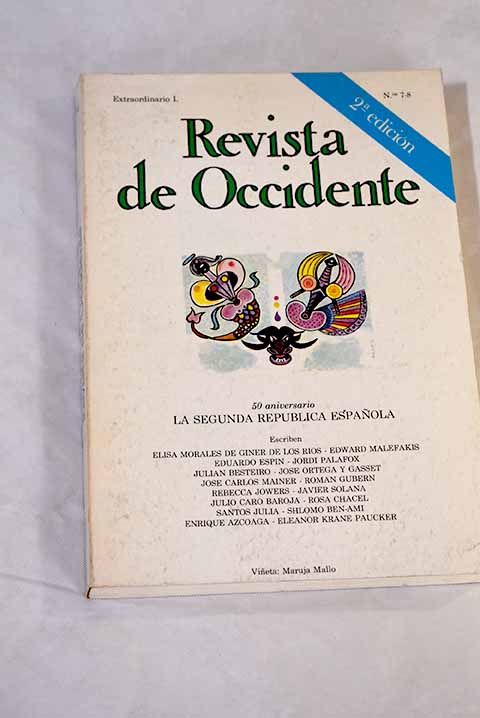 Extraordinario I.
N.os 7-8
2ª edición
Revista
de Occidente
50 aniversario
LA SEGUNDA REPUBLICA ESPAÑOLA
Escriben
ELISA MORALES DE GINER DE LOS RIOS - EDWARD MALEFAKIS
EDUARDO ESPIN - JORDI PALAFOX
JULIAN BESTEIRO - JOSE ORTEGA Y GASSET
JOSE CARLOS MAINER - ROMAN GUBERN
REBECCA JOWERS - JAVIER SOLANA
JULIO CARO BAROJA - ROSA CHACEL
SANTOS JULIA - SHLOMO BEN-AMI
ENRIQUE AZCOAGA - ELEANOR KRANE PAUCKER
Viñeta: Maruja Mallo